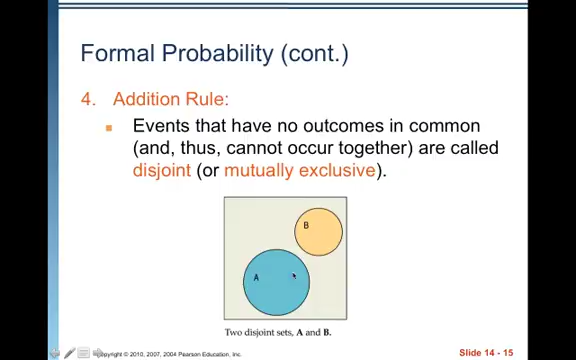 Formal Probability (cont.)
4. Addition Rule:
Events that have no outcomes in common
(and, thus, cannot occur together) are called
disjoint (or mutually exclusive).
B
A
Two disjoint sets, A and B.
Copyright © 2010, 2007, 2004 Pearson Education, Inc.
Slide 14 - 15